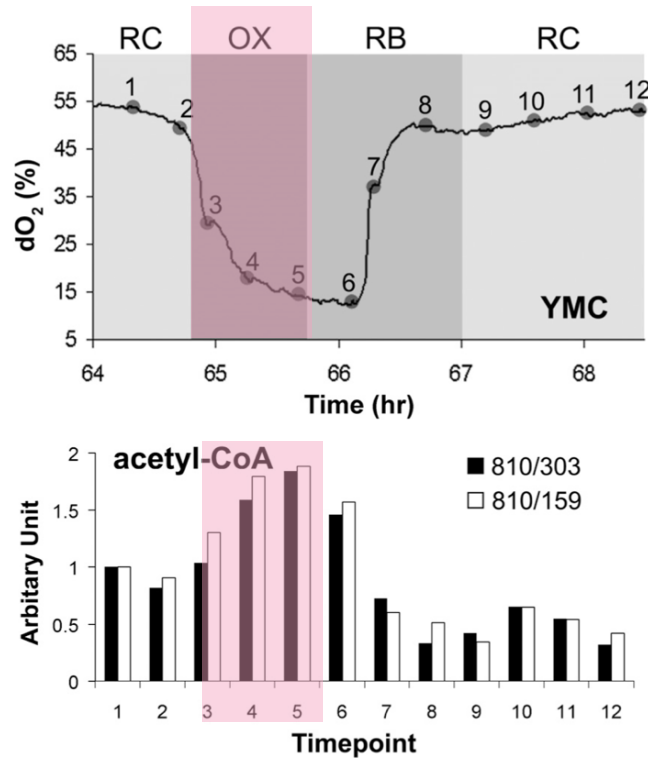 RC OX RB RC
65
55
45
35
25
15
5
dO₂ (%)
1 2 3 4 5 6 7 8 9 10 11 12
YMC
64 65 66 67 68
Time (hr)
acetyl-CoA
810/303
810/159
2
1.5
1
0.5
0
Arbitary Unit
1 2 3 4 5 6 7 8 9 10 11 12
Timepoint